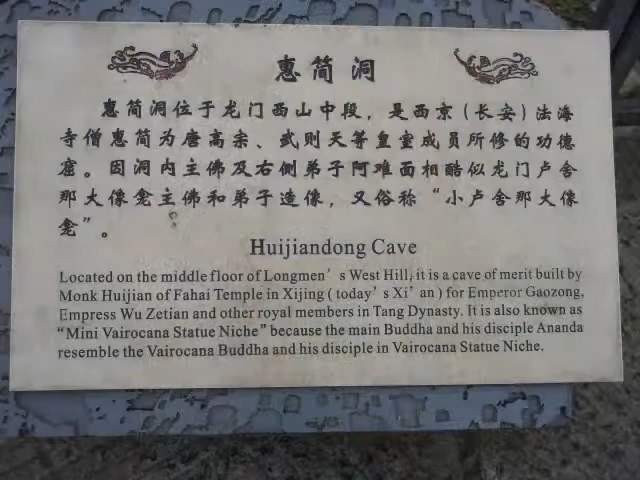 惠简洞
惠简洞位于龙门西山中段，是西京（长安）法海
寺僧惠简为唐高宗、武则天等皇室成员所修的功德
窟。因洞内主佛及右侧弟子阿难面相酷似龙门卢舍
那大像龛主佛和弟子造像，又俗称“小卢舍那大像
龛”。
Huijiandong Cave
Located on the middle floor of Longmen’s West Hill, it is a cave of merit built by
Monk Huijian of Fahai Temple in Xijing (today’s Xi’an) for Emperor Gaozong,
Empress Wu Zetian and other royal members in Tang Dynasty. It is also known as
“Mini Vairocana Statue Niche” because the main Buddha and his disciple Ananda
resemble the Vairocana Buddha and his disciple in Vairocana Statue Niche.